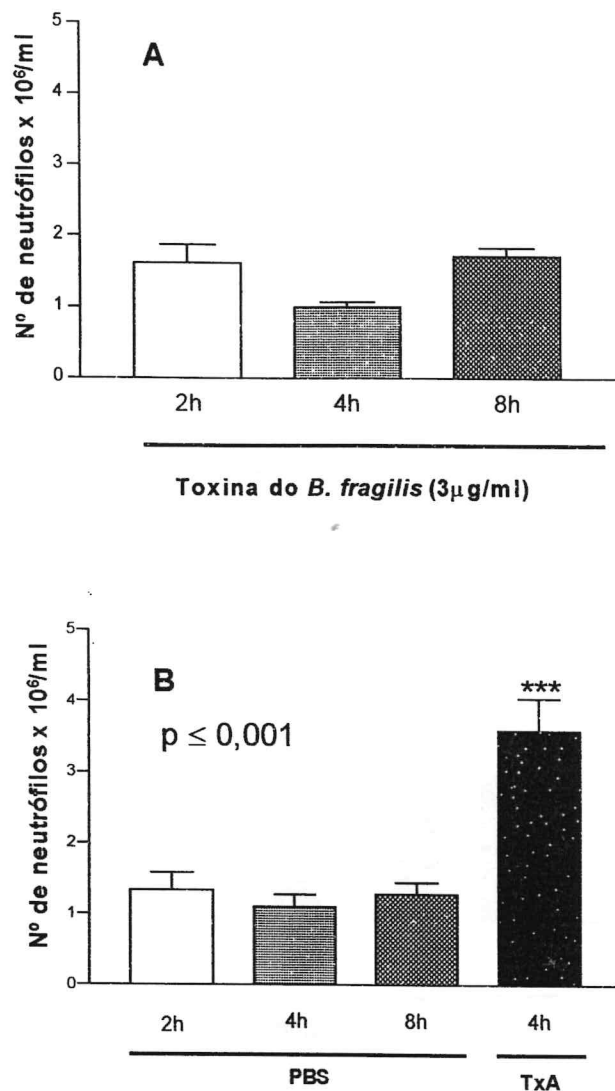 A
Nº de neutrófilos x 10⁶/ml
5
4
3
2
1
0
2h 4h 8h
Toxina do B. fragilis (3µg/ml)
B
p ≤ 0,001
***
Nº de neutrófilos x 10⁶/ml
5
4
3
2
1
0
2h 4h 8h 4h
PBS TxA